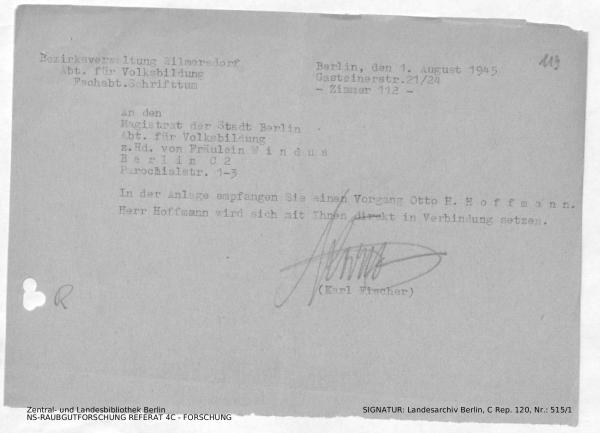 Bezirksverwaltung Wilmersdorf
Abt. für Volksbildung
Fachabt.Schrifttum
Berlin, den 1. August 1945
Gasteinerstr.21/24
- Zimmer 112 -
113
An den
Magistrat der Stadt Berlin
Abt. für Volksbildung
z.Hd. von Fräulein W i n d u s
B e r l i n C 2
Parochialstr. 1-3
In der Anlage empfangen Sie einen Vorgang Otto H. H o f f m a n n.
Herr Hoffmann wird sich mit Ihnen direkt in Verbindung setzen.
(Karl Fischer)
R
Zentral- und Landesbibliothek Berlin
NS-RAUBGUTFORSCHUNG REFERAT 4C - FORSCHUNG
SIGNATUR: Landesarchiv Berlin, C Rep. 120, Nr.: 515/1